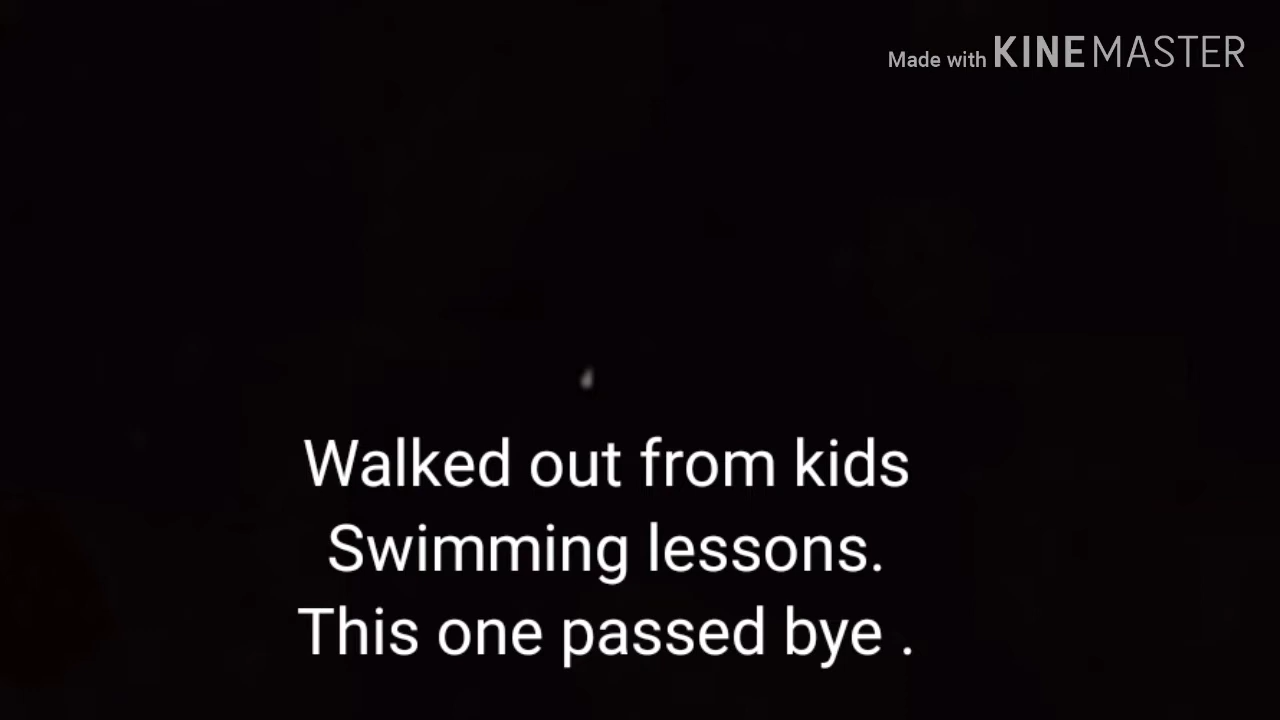 Made with KINEMASTER
Walked out from kids
Swimming lessons.
This one passed bye .